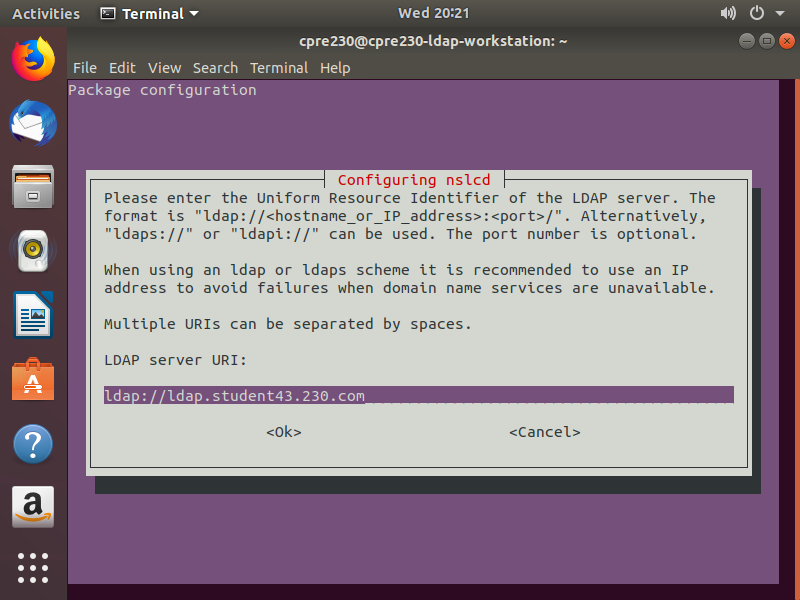 Activities Terminal Wed 20:21
cpre230@cpre230-ldap-workstation: ~
File Edit View Search Terminal Help
Package configuration
Configuring nslcd
Please enter the Uniform Resource Identifier of the LDAP server. The
format is "ldap://<hostname_or_IP_address>:<port>/". Alternatively,
"ldaps://" or "ldapi://" can be used. The port number is optional.
When using an ldap or ldaps scheme it is recommended to use an IP
address to avoid failures when domain name services are unavailable.
Multiple URIs can be separated by spaces.
LDAP server URI:
ldap://ldap.student43.230.com
<Ok> <Cancel>